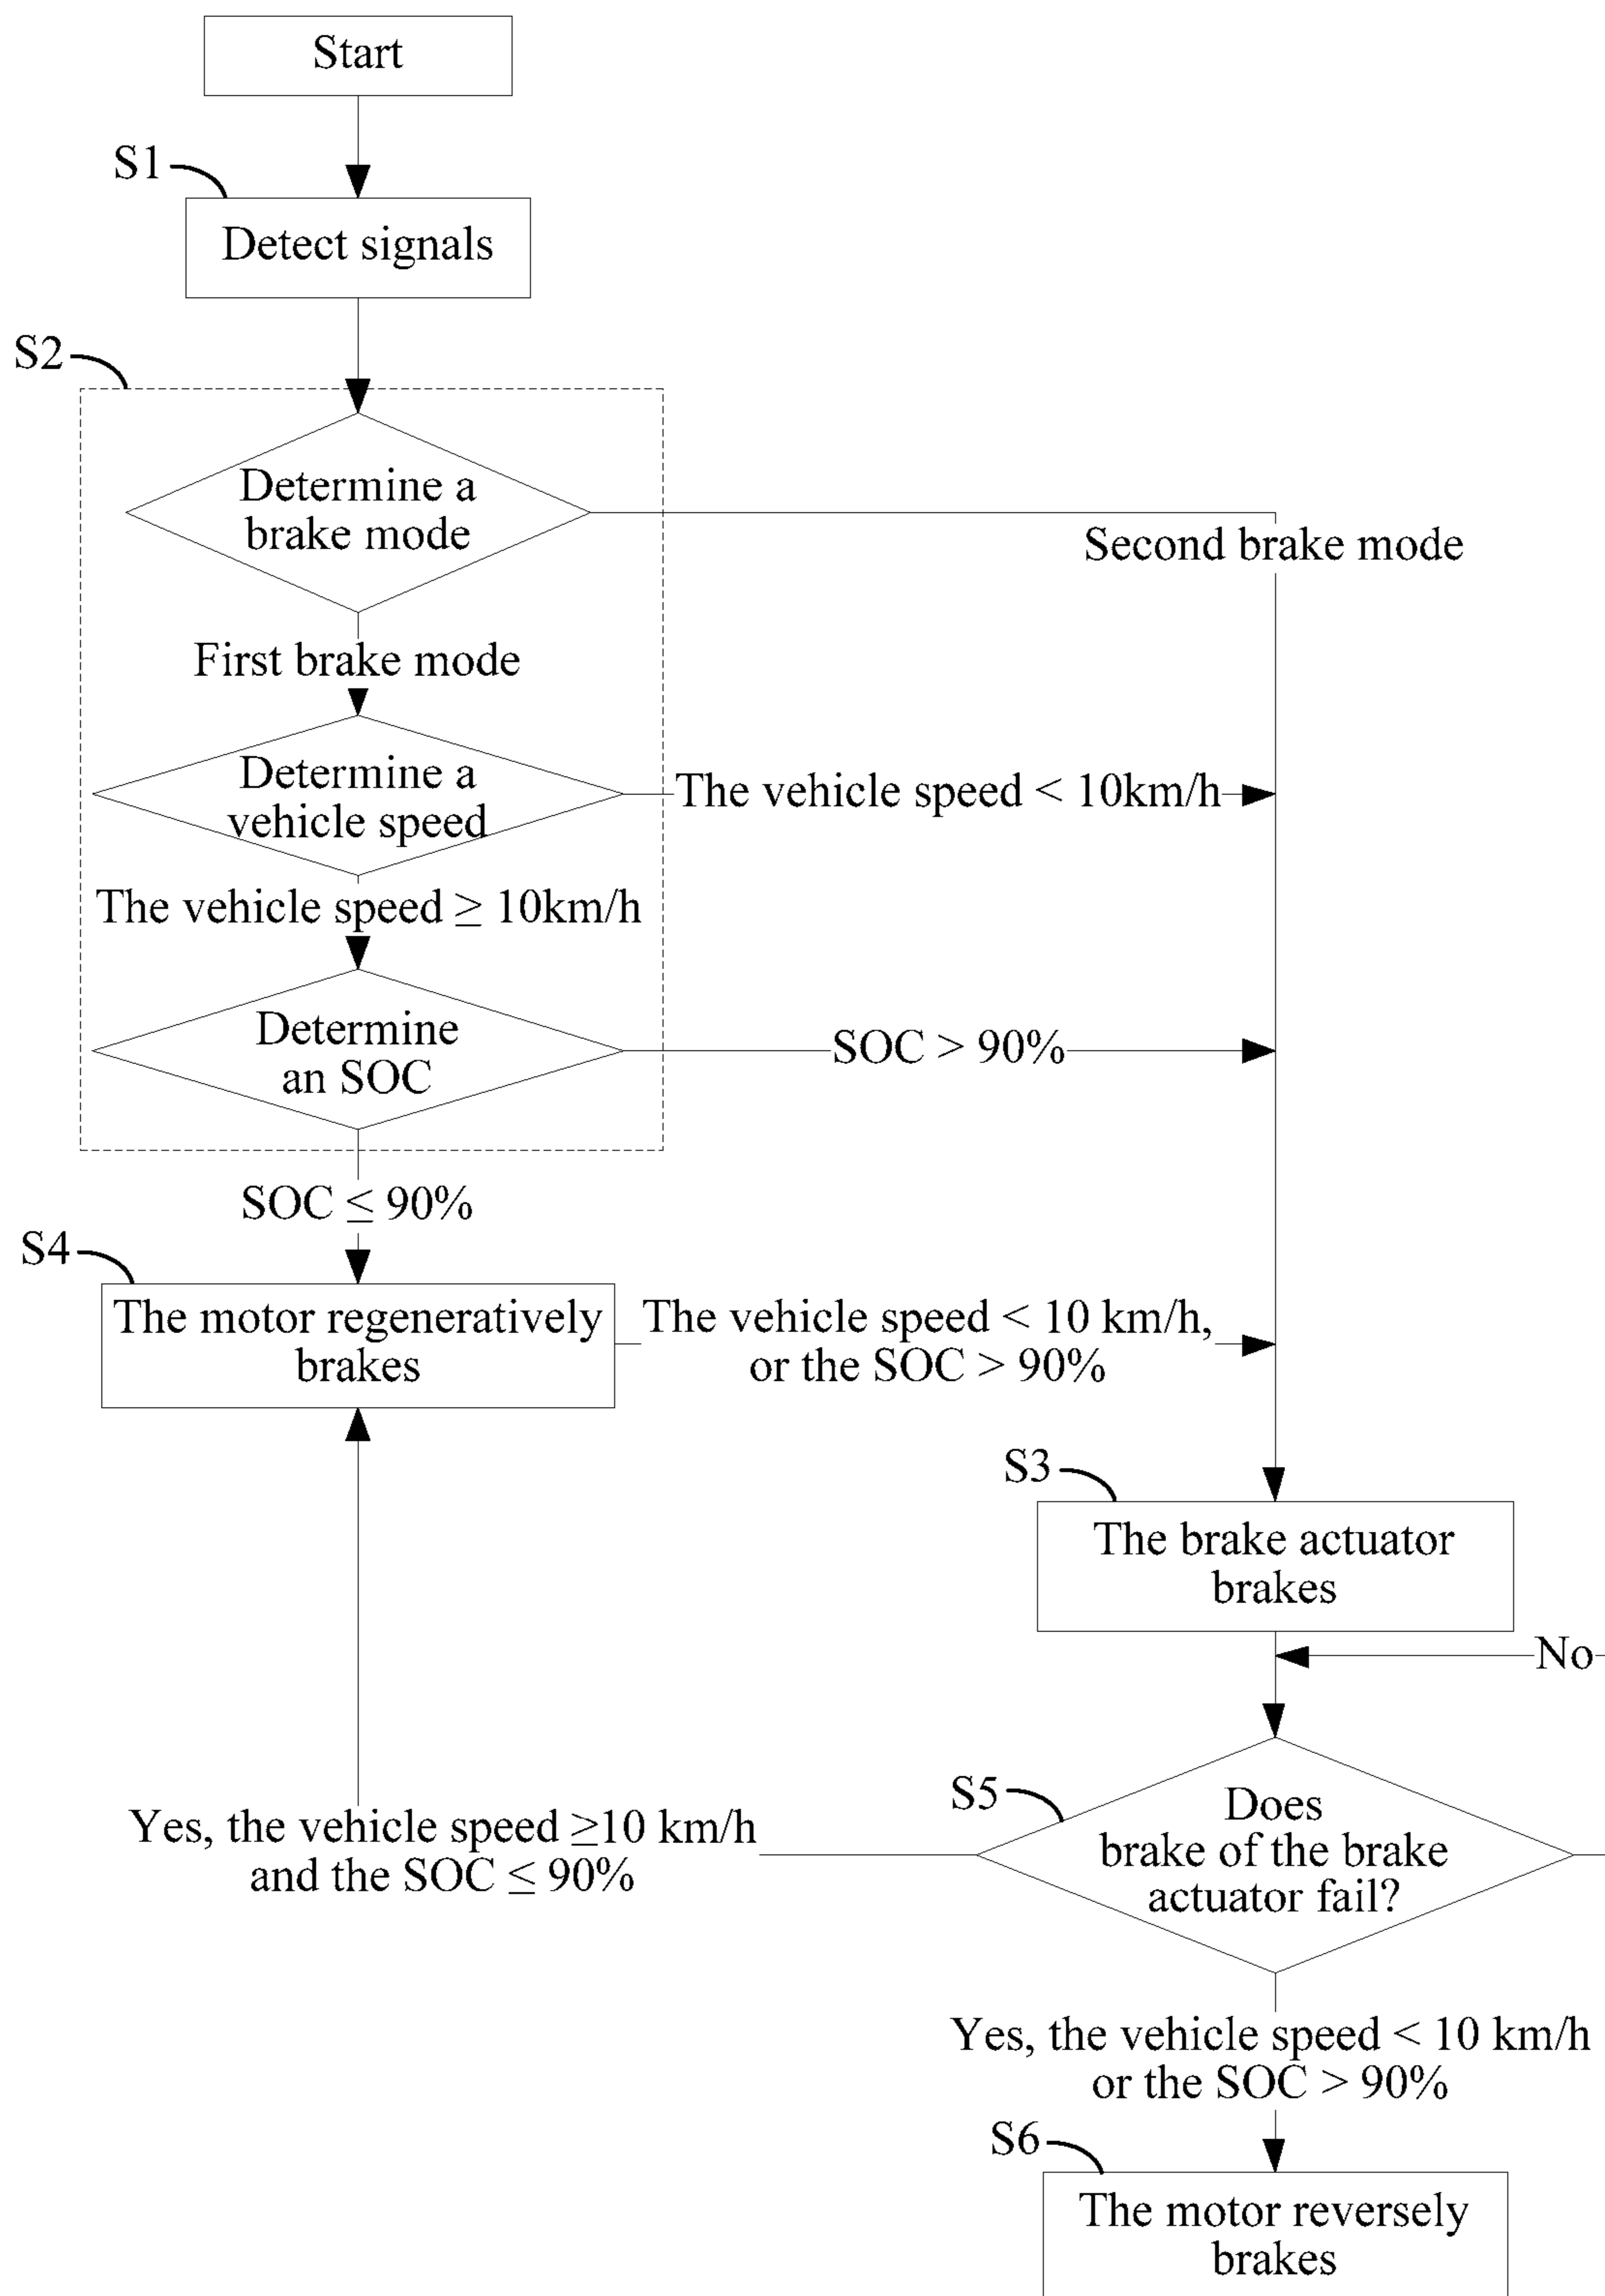 Start
S1
Detect signals
S2
Determine a
brake mode
Second brake mode
First brake mode
Determine a
vehicle speed
The vehicle speed < 10km/h
The vehicle speed ≥ 10km/h
Determine
an SOC
SOC > 90%
SOC ≤ 90%
S4
The motor regeneratively
brakes
The vehicle speed < 10 km/h,
or the SOC > 90%
S3
The brake actuator
brakes
No
S5
Does
brake of the brake
actuator fail?
Yes, the vehicle speed ≥10 km/h
and the SOC ≤ 90%
Yes, the vehicle speed < 10 km/h
or the SOC > 90%
S6
The motor reversely
brakes